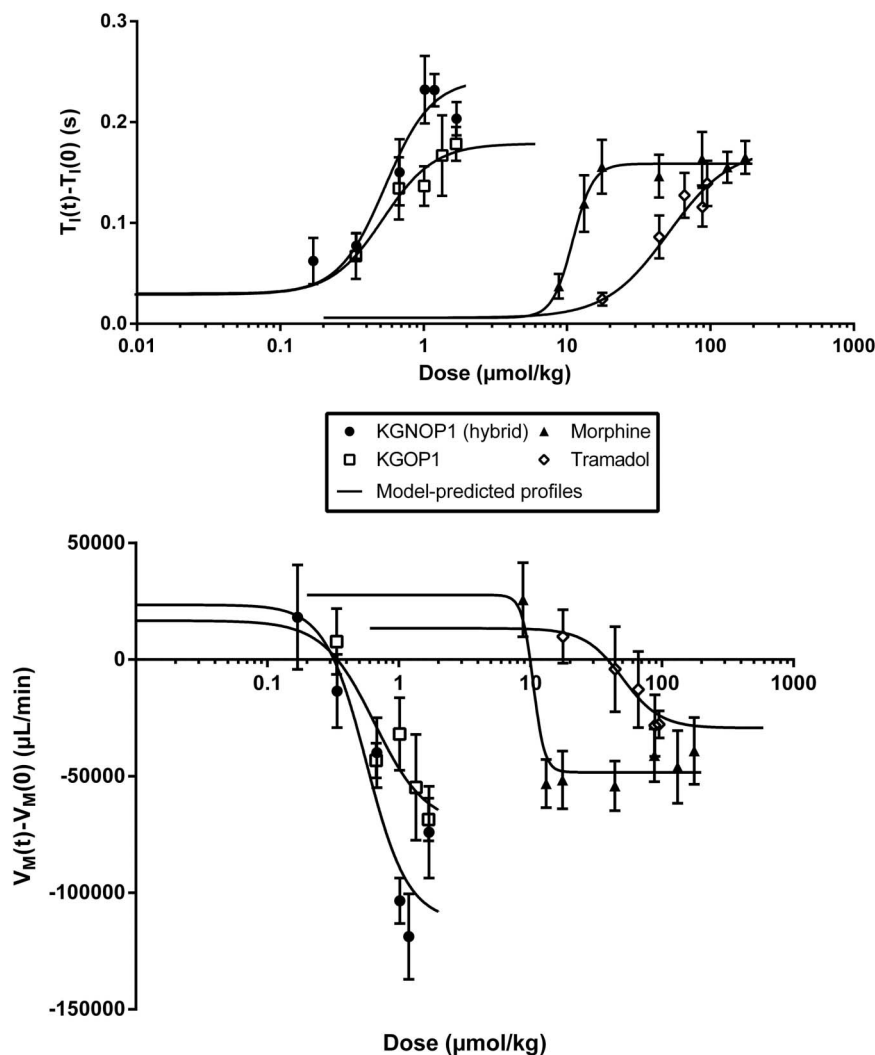 T_I(t)-T_I(0) (s)
0.3
0.2
0.1
0.0
0.01 0.1 1 10 100 1000
Dose (µmol/kg)
KGNOP1 (hybrid) Morphine
KGOP1 Tramadol
Model-predicted profiles
V_M(t)-V_M(0) (µL/min)
50000
0
0.1 1 10 100 1000
-50000
-100000
-150000
Dose (µmol/kg)